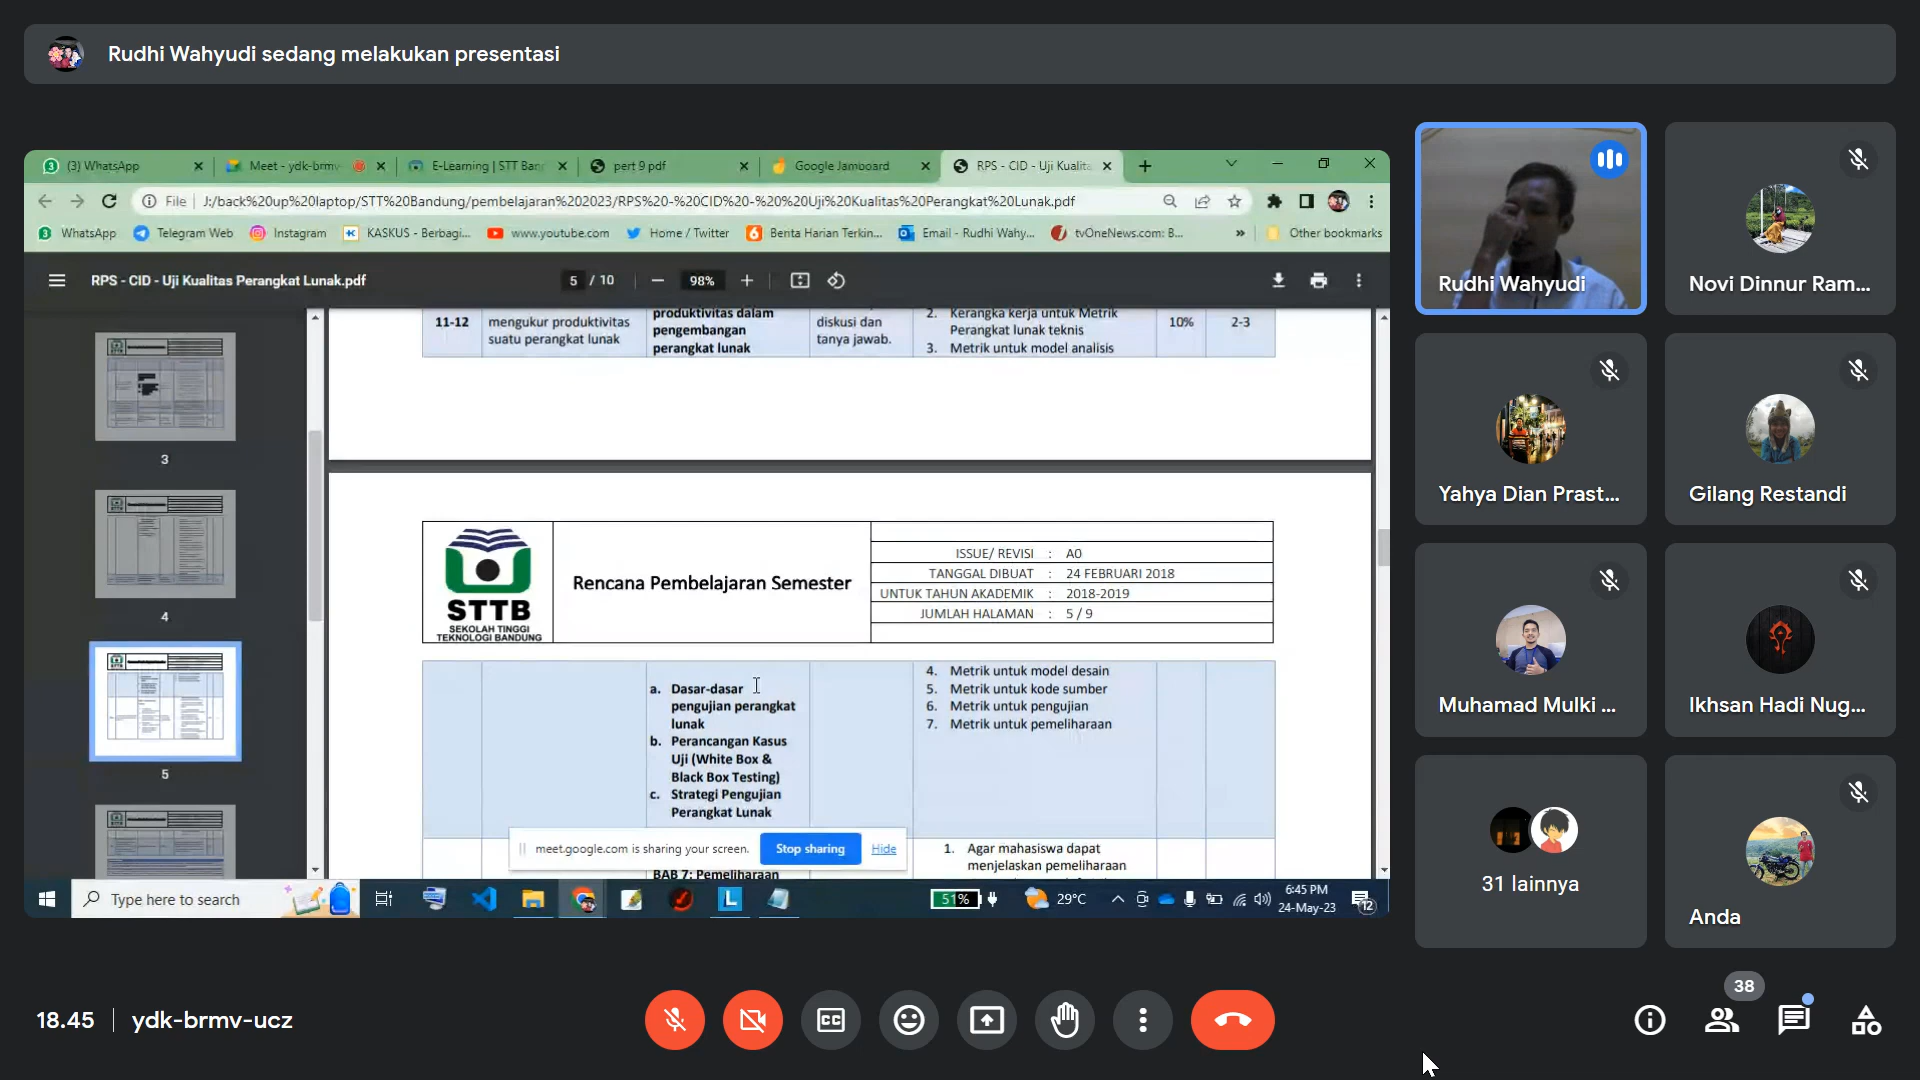 Rudhi Wahyudi sedang melakukan presentasi
(3) WhatsApp
Meet - ydk-brmv-
E-Learning | STT Ban
pert 9 pdf
Google Jamboard
RPS - CID - Uji Kualita
File | J:/back%20up%20laptop/STT%20Bandung/pembelajaran%202023/RPS%20-%20CID%20-%20%20Uji%20Kualitas%20Perangkat%20Lunak.pdf
WhatsApp
Telegram Web
Instagram
KASKUS - Berbagi...
www.youtube.com
Home / Twitter
Benta Harian Terkin...
Email - Rudhi Wahy...
tvOneNews.com: B...
»
Other bookmarks
RPS - CID - Uji Kualitas Perangkat Lunak.pdf
5 / 10
98%
3
4
5
11-12
mengukur produktivitas
suatu perangkat lunak
produktivitas dalam
pengembangan
perangkat lunak
diskusi dan
tanya jawab.
2. Kerangka kerja untuk Metrik
Perangkat lunak teknis
3. Metrik untuk model analisis
10%
2-3
STTB
SEKOLAH TINGGI
TEKNOLOGI BANDUNG
Rencana Pembelajaran Semester
ISSUE/ REVISI : A0
TANGGAL DIBUAT : 24 FEBRUARI 2018
UNTUK TAHUN AKADEMIK : 2018-2019
JUMLAH HALAMAN : 5 / 9
a. Dasar-dasar
pengujian perangkat
lunak
b. Perancangan Kasus
Uji (White Box &
Black Box Testing)
c. Strategi Pengujian
Perangkat Lunak
4. Metrik untuk model desain
5. Metrik untuk kode sumber
6. Metrik untuk pengujian
7. Metrik untuk pemeliharaan
BAB 7: Pemeliharaan
1. Agar mahasiswa dapat
menjelaskan pemeliharaan
meet.google.com is sharing your screen.
Stop sharing
Hide
Type here to search
51%
29°C
6:45 PM
24-May-23
12
Rudhi Wahyudi
Novi Dinnur Ram...
Yahya Dian Prast...
Gilang Restandi
Muhamad Mulki ...
Ikhsan Hadi Nug...
31 lainnya
Anda
18.45 | ydk-brmv-ucz
CC
38